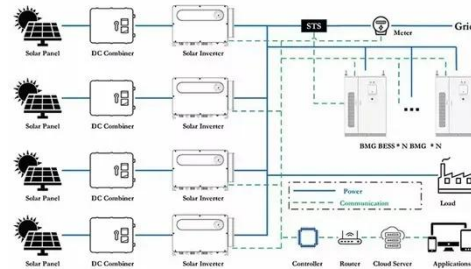 STS
Meter
Grid
Solar Panel
DC Combiner
Solar Inverter
Solar Panel
DC Combiner
Solar Inverter
BMG BESS * N BMG * N
Solar Panel
DC Combiner
Solar Inverter
Power
Communication
Load
Solar Panel
DC Combiner
Solar Inverter
Controller
Router
Cloud Server
Applications